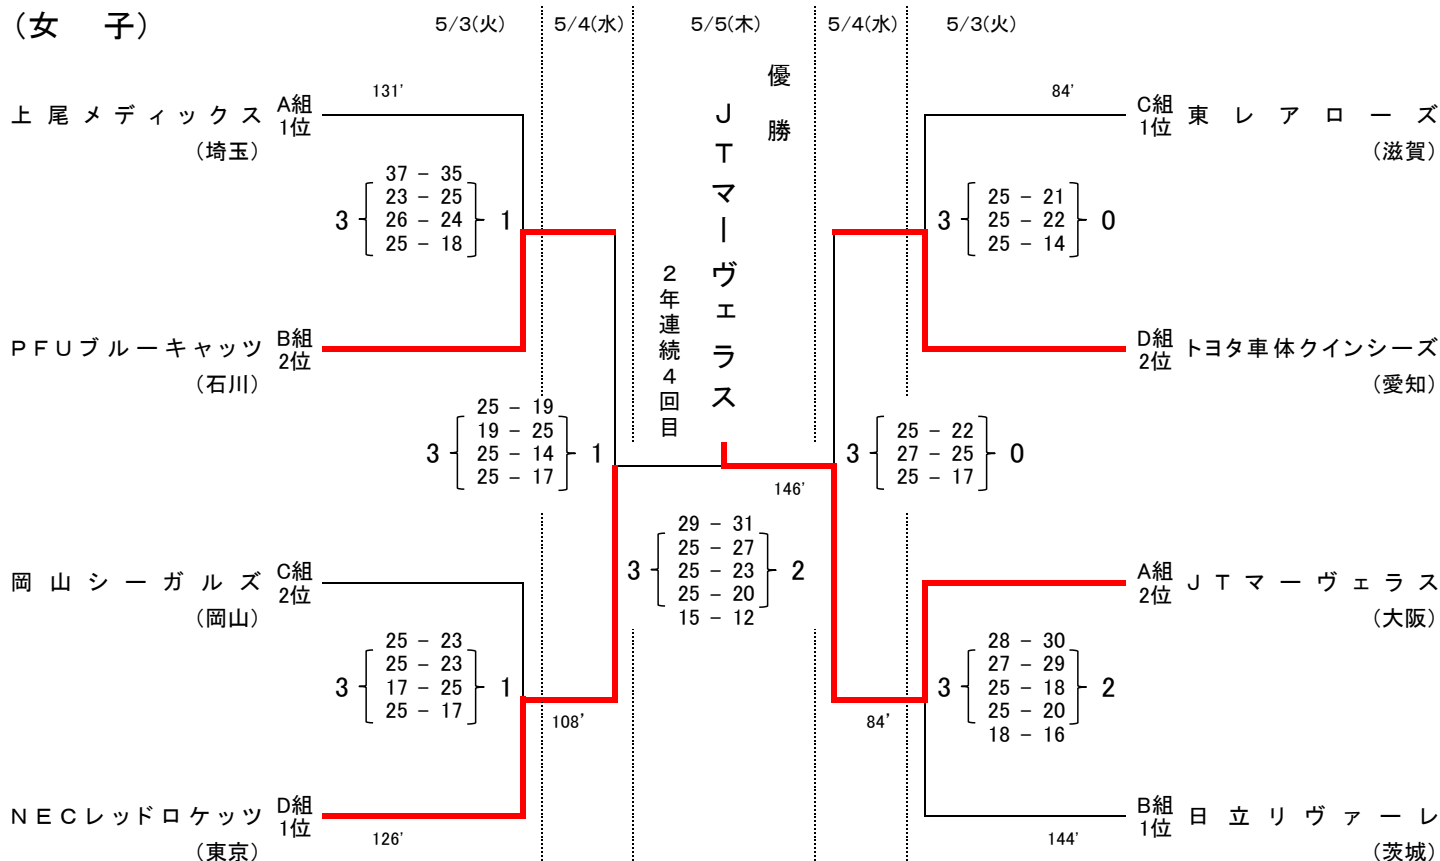 （女　子）
5/3(火)　5/4(水)　5/5(木)　5/4(水)　5/3(火)
優勝
ＪＴマーヴェラス
２年連続４回目
131’
上尾メディックス　A組1位
（埼玉）
37 － 35
23 － 25
3　26 － 24　1
25 － 18
ＰＦＵブルーキャッツ　B組2位
（石川）
25 － 19
19 － 25
3　25 － 14　1
25 － 17
岡山シーガルズ　C組2位
（岡山）
25 － 23
25 － 23
3　17 － 25　1
25 － 17
108’
ＮＥＣレッドロケッツ　D組1位
126’
（東京）
146’
29 － 31
25 － 27
3　25 － 23　2
25 － 20
15 － 12
84’
C組1位　東レアローズ
（滋賀）
25 － 21
3　25 － 22　0
25 － 14
D組2位　トヨタ車体クインシーズ
（愛知）
25 － 22
3　27 － 25　0
25 － 17
A組2位　ＪＴマーヴェラス
（大阪）
28 － 30
27 － 29
3　25 － 18　2
25 － 20
18 － 16
84’
B組1位　日立リヴァーレ
144’
（茨城）